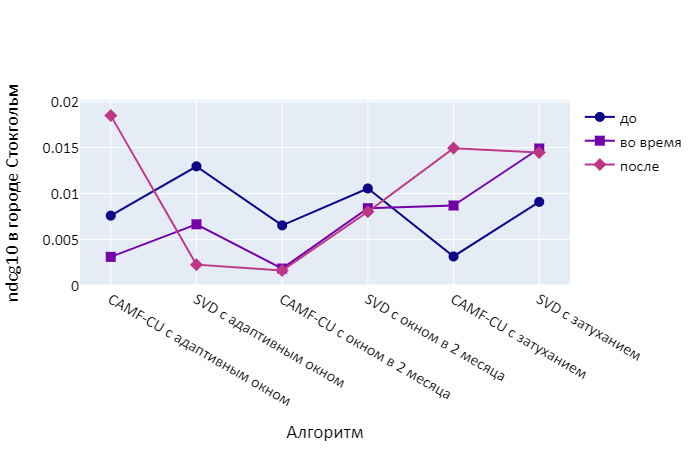 ndcg10 в городе Стокгольм
0.02
0.015
0.01
0.005
0
до
во время
после
CAMF-CU с адаптивным окном
SVD с адаптивным окном
CAMF-CU с окном в 2 месяца
SVD с окном в 2 месяца
CAMF-CU с затуханием
SVD с затуханием
Алгоритм